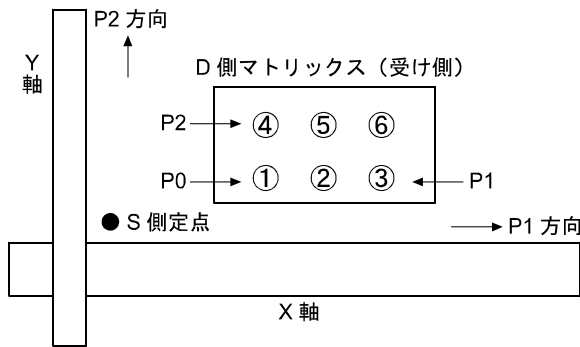 P2 方向
Y
軸
D 側マトリックス（受け側）
P2
④ ⑤ ⑥
P0
① ② ③
P1
S 側定点
P1 方向
X 軸